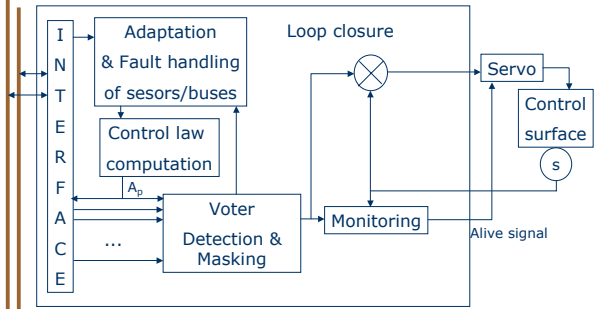 I
N
T
E
R
F
A
C
E
Adaptation
& Fault handling
of sesors/buses
Loop closure
Servo
Control
surface
s
Control law
computation
Ap
Voter
Detection &
Masking
Monitoring
Alive signal
...